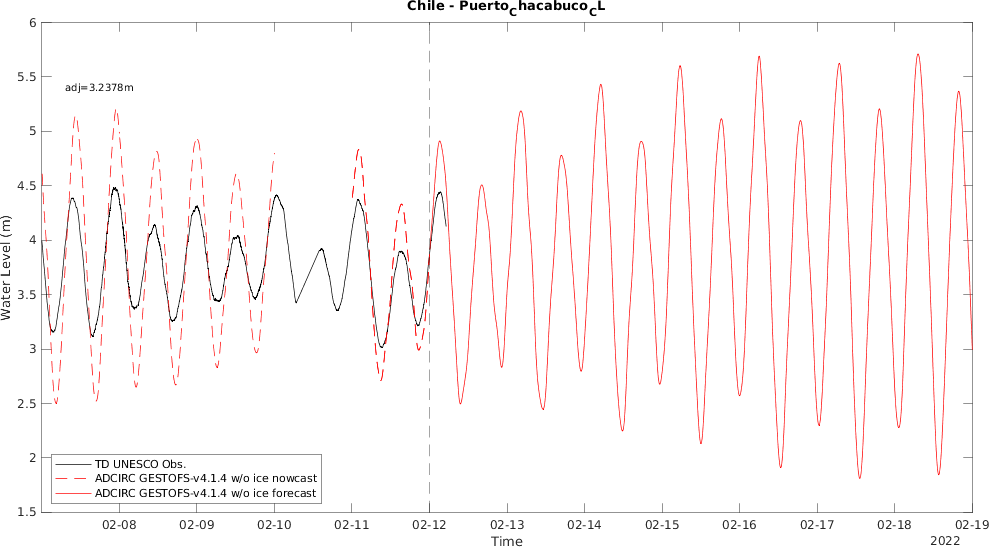 Chile - PuertoChacabucoCL
adj=3.2378m
Water Level (m)
6
5.5
5
4.5
4
3.5
3
2.5
2
1.5
TD UNESCO Obs.
ADCIRC GESTOFS-v4.1.4 w/o ice nowcast
ADCIRC GESTOFS-v4.1.4 w/o ice forecast
02-08 02-09 02-10 02-11 02-12 02-13 02-14 02-15 02-16 02-17 02-18 02-19
Time
2022